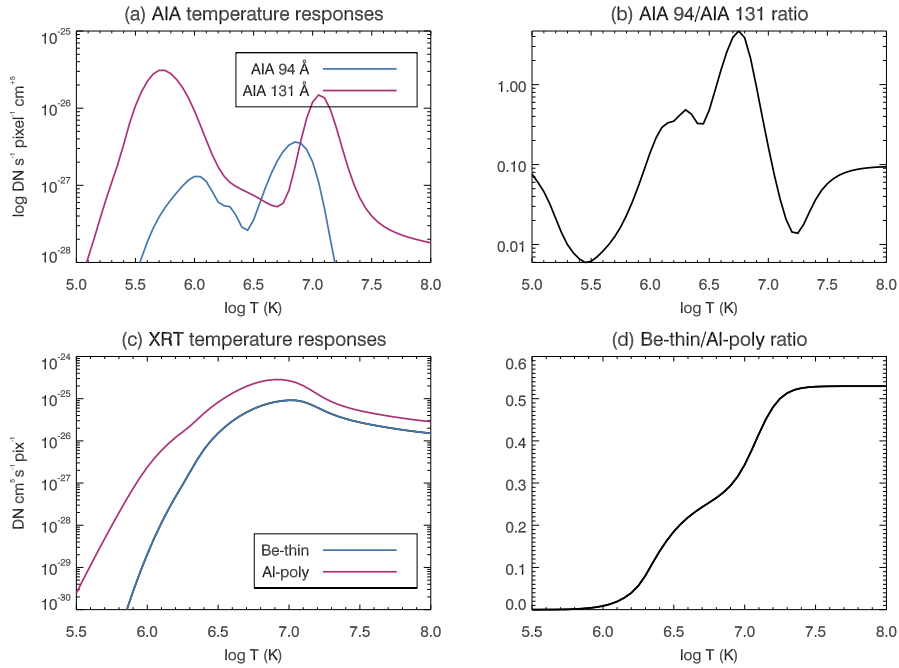 (a) AIA temperature responses
10⁻²⁵
10⁻²⁶
10⁻²⁷
10⁻²⁸
log DN s⁻¹ pixel⁻¹ cm⁺⁵
AIA 94 Å
AIA 131 Å
5.0 5.5 6.0 6.5 7.0 7.5 8.0
log T (K)
(b) AIA 94/AIA 131 ratio
1.00
0.10
0.01
5.0 5.5 6.0 6.5 7.0 7.5 8.0
log T (K)
(c) XRT temperature responses
10⁻²⁴
10⁻²⁵
10⁻²⁶
10⁻²⁷
10⁻²⁸
10⁻²⁹
10⁻³⁰
DN cm⁵ s⁻¹ pix⁻¹
Be-thin
Al-poly
5.5 6.0 6.5 7.0 7.5 8.0
log T (K)
(d) Be-thin/Al-poly ratio
0.6
0.5
0.4
0.3
0.2
0.1
0.0
5.5 6.0 6.5 7.0 7.5 8.0
log T (K)